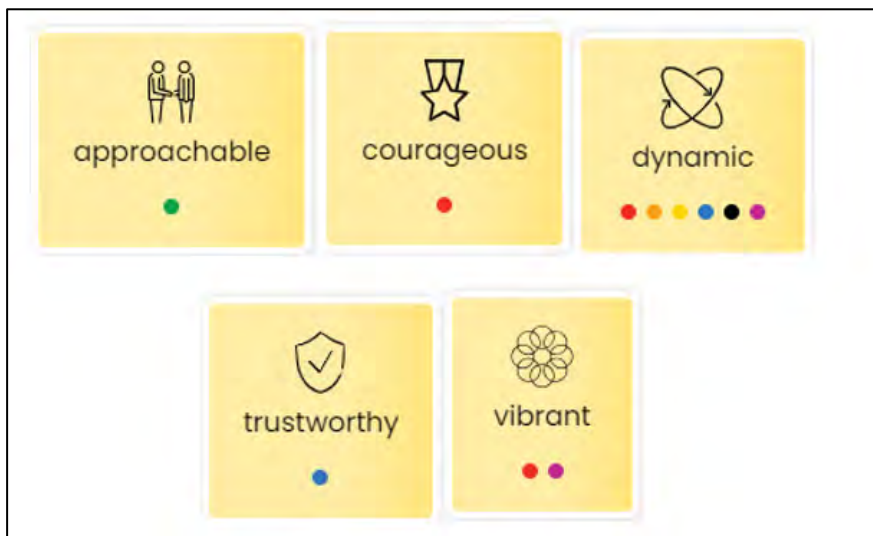 approachable
courageous
dynamic
trustworthy
vibrant